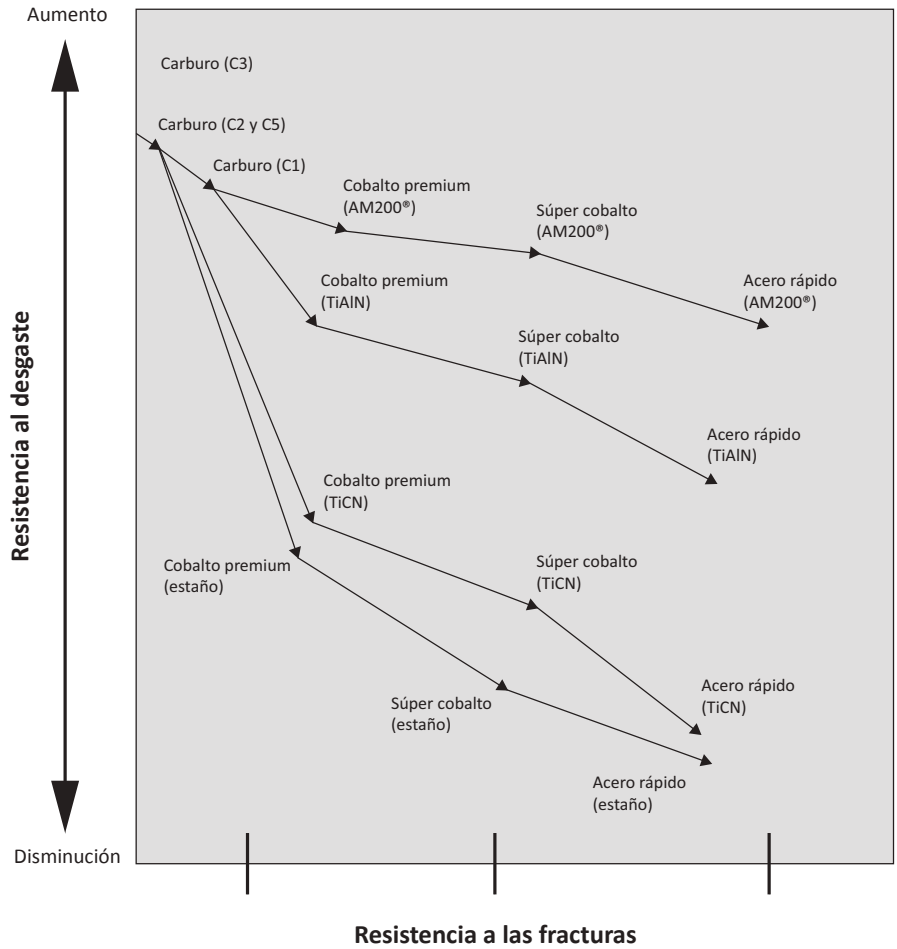 Aumento
Carburo (C3)
Carburo (C2 y C5)
Carburo (C1)
Cobalto premium
(AM200®)
Súper cobalto
(AM200®)
Acero rápido
(AM200®)
Cobalto premium
(TiAlN)
Súper cobalto
(TiAlN)
Acero rápido
(TiAlN)
Resistencia al desgaste
Cobalto premium
(TiCN)
Cobalto premium
(estaño)
Súper cobalto
(TiCN)
Súper cobalto
(estaño)
Acero rápido
(TiCN)
Acero rápido
(estaño)
Disminución
Resistencia a las fracturas